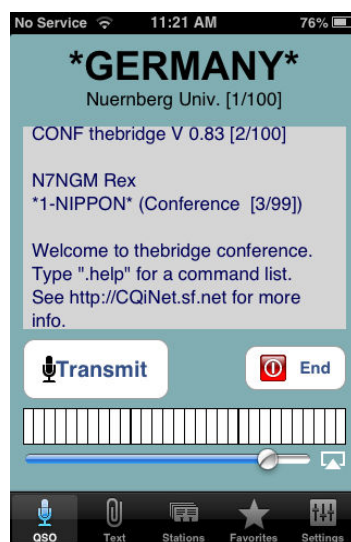 No Service 11:21 AM 76%
*GERMANY*
Nuernberg Univ. [1/100]
CONF thebridge V 0.83 [2/100]
N7NGM Rex
*1-NIPPON* (Conference [3/99])
Welcome to thebridge conference.
Type ".help" for a command list.
See http://CQiNet.sf.net for more
info.
Transmit
End
QSO Text Stations Favorites Settings